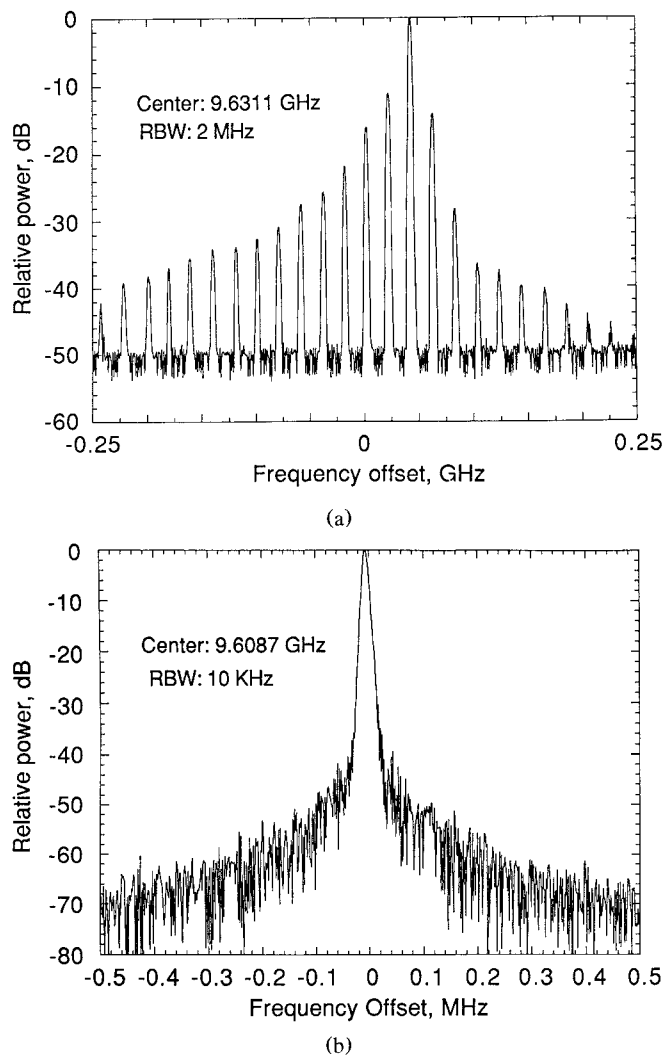 0
-10
-20
-30
-40
-50
-60
Relative power, dB
Center: 9.6311 GHz
RBW: 2 MHz
-0.25
0
0.25
Frequency offset, GHz
(a)
0
-10
-20
-30
-40
-50
-60
-70
-80
Relative power, dB
Center: 9.6087 GHz
RBW: 10 KHz
-0.5 -0.4 -0.3 -0.2 -0.1 0 0.1 0.2 0.3 0.4 0.5
Frequency Offset, MHz
(b)